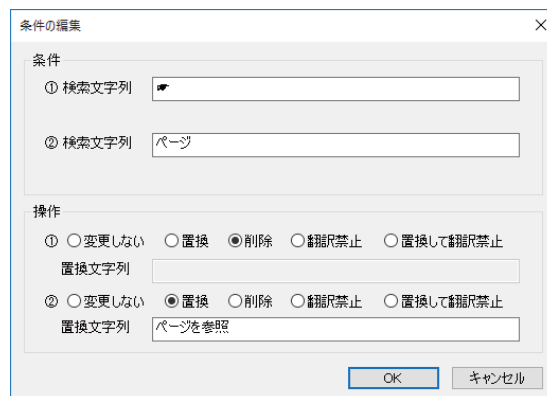 条件の編集
条件
① 検索文字列 ☛
② 検索文字列 ページ
操作
① 変更しない 置換 削除 翻訳禁止 置換して翻訳禁止
置換文字列
② 変更しない 置換 削除 翻訳禁止 置換して翻訳禁止
置換文字列 ページを参照
OK キャンセル